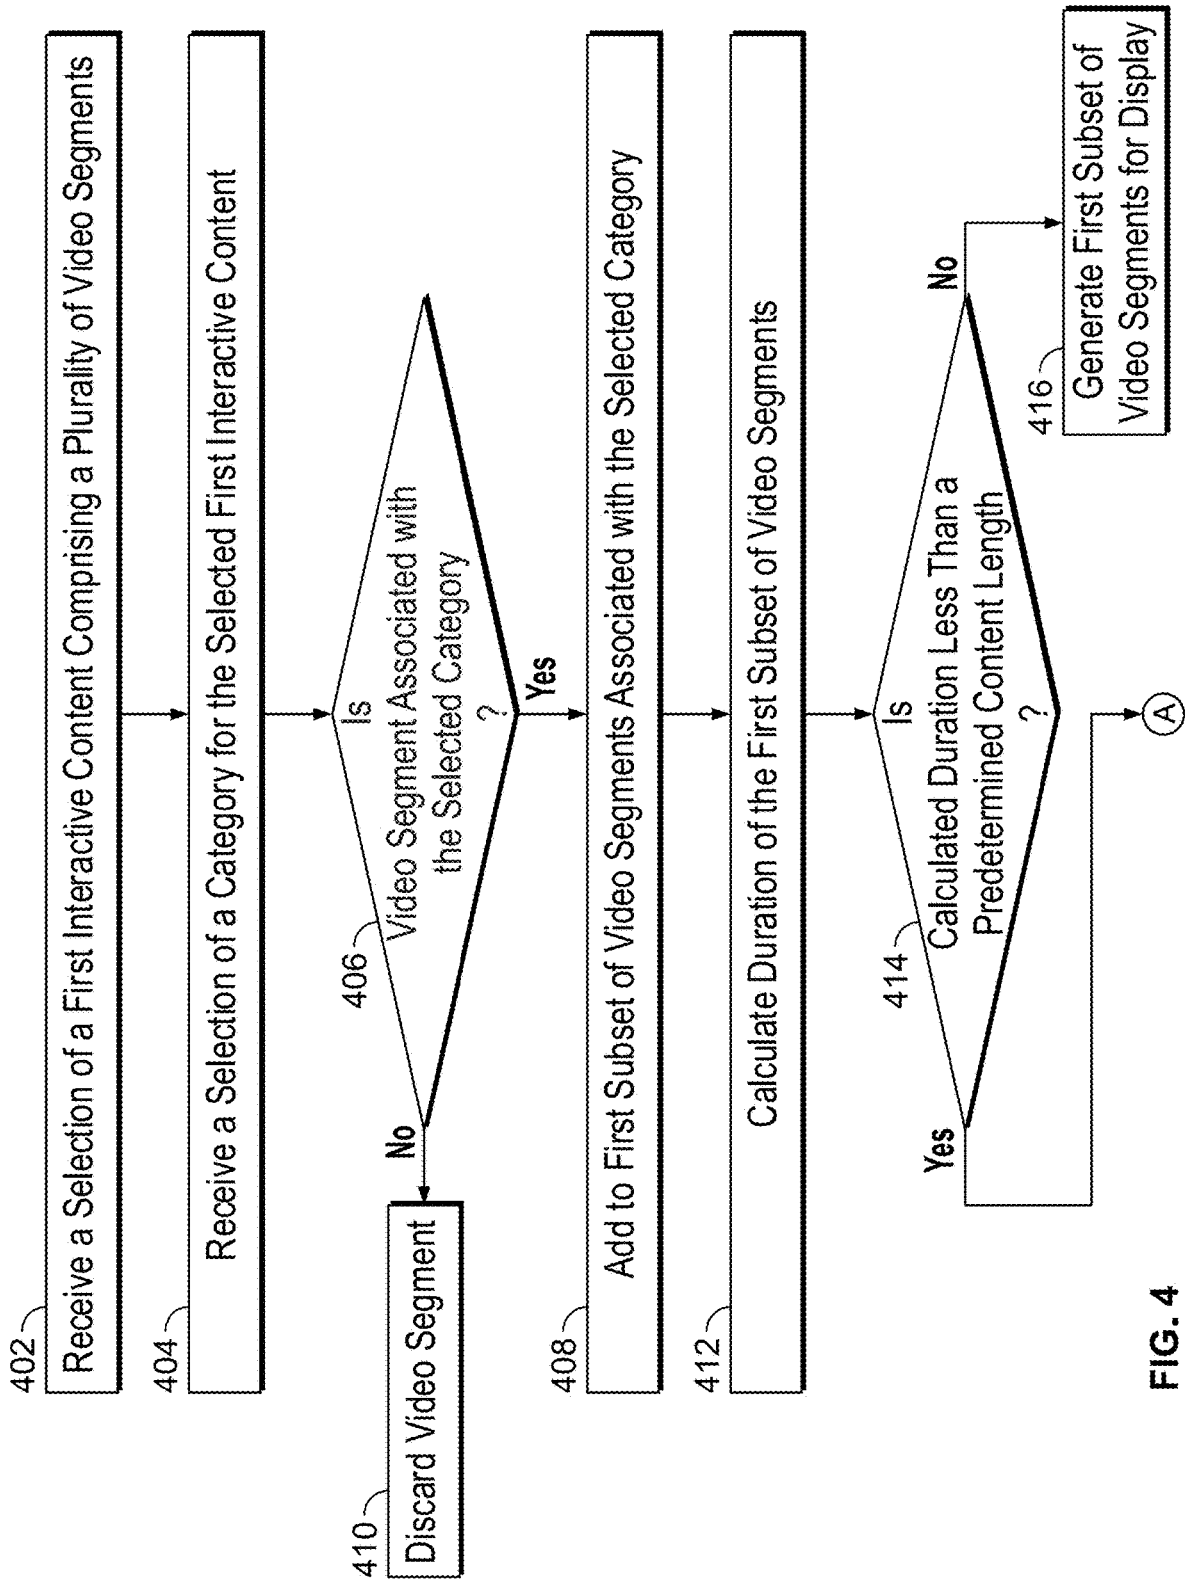 402
Receive a Selection of a First Interactive Content Comprising a Plurality of Video Segments
404
Receive a Selection of a Category for the Selected First Interactive Content
406
Is
Video Segment Associated with
the Selected Category
?
No
Yes
410
Discard Video Segment
408
Add to First Subset of Video Segments Associated with the Selected Category
412
Calculate Duration of the First Subset of Video Segments
414
Is
Calculated Duration Less Than a
Predetermined Content Length
?
Yes
No
416
Generate First Subset of
Video Segments for Display
A
FIG. 4